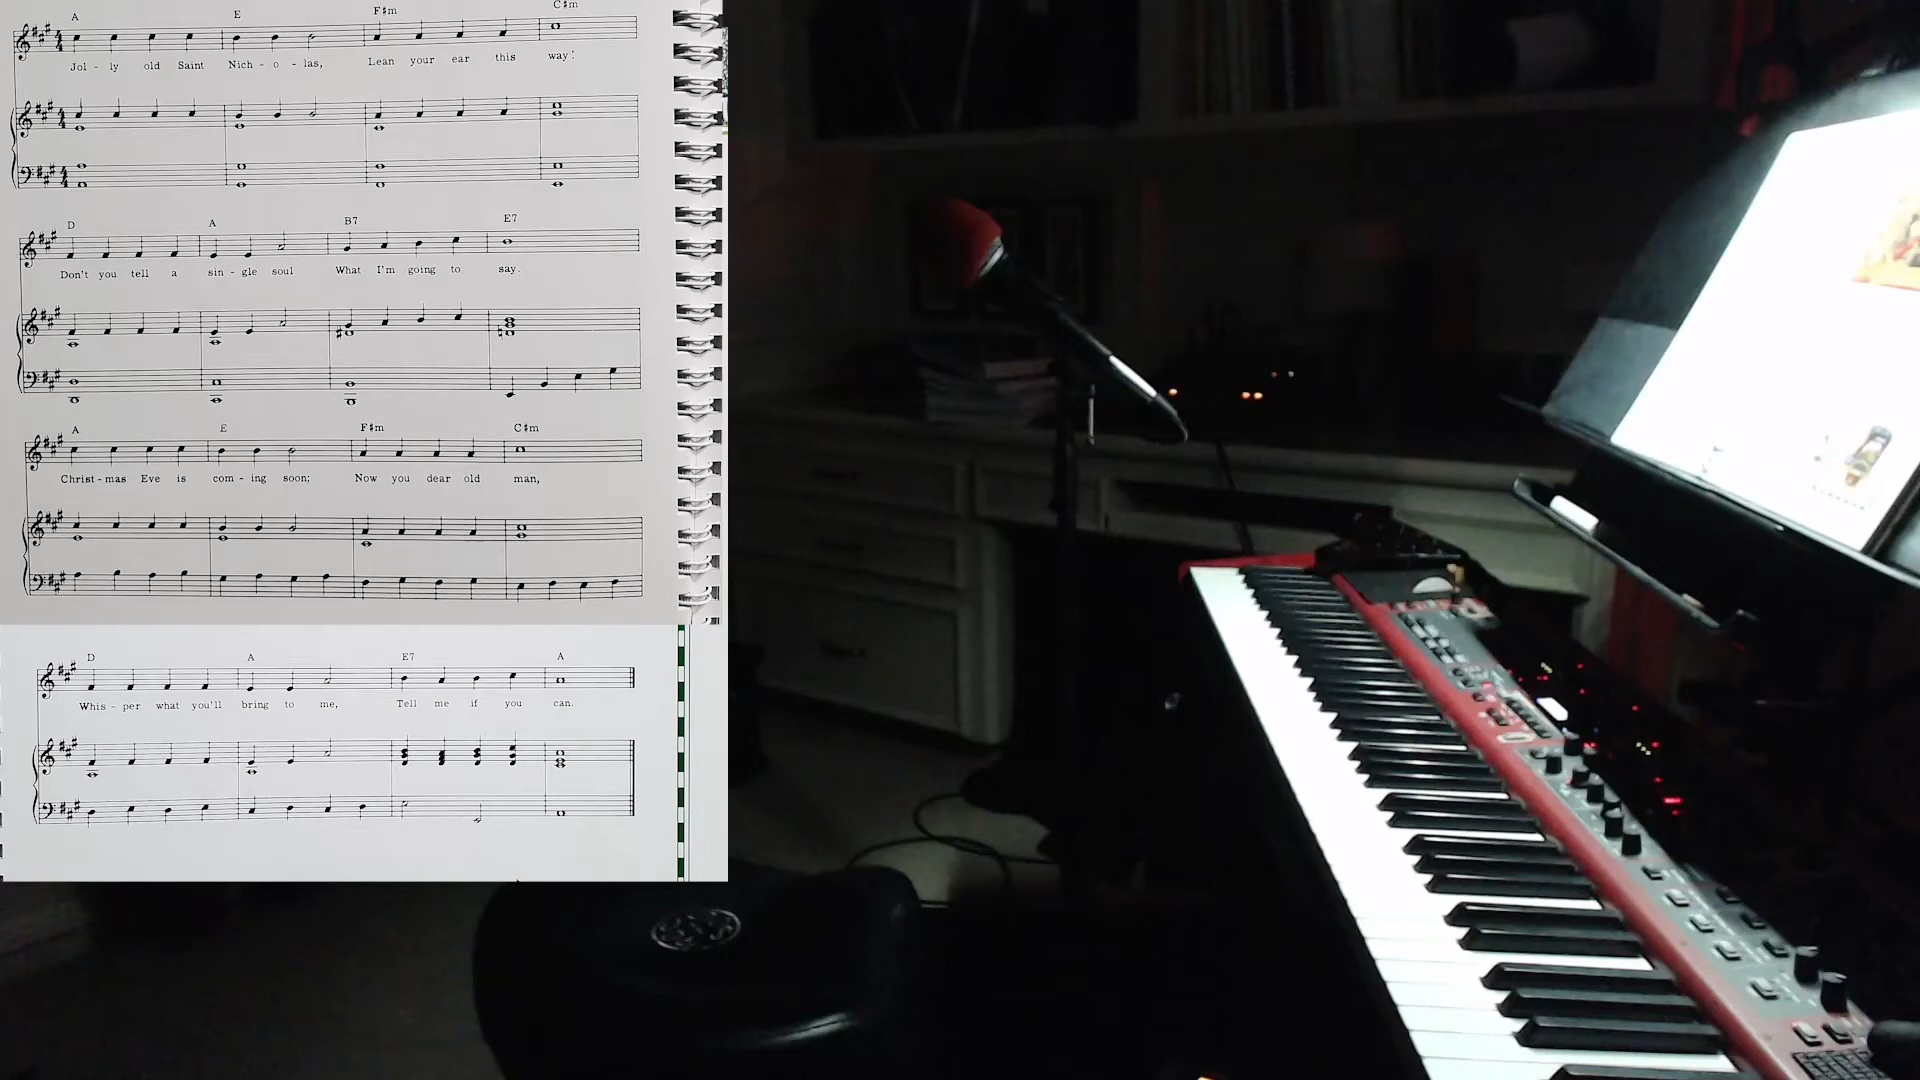 A E F♯m C♯m
Jol - ly old Saint Nich - o - las, Lean your ear this way!
D A B7 E7
Don't you tell a sin - gle soul What I'm going to say.
A E F♯m C♯m
Christ - mas Eve is com - ing soon; Now you dear old man,
D A E7 A
Whis - per what you'll bring to me, Tell me if you can.